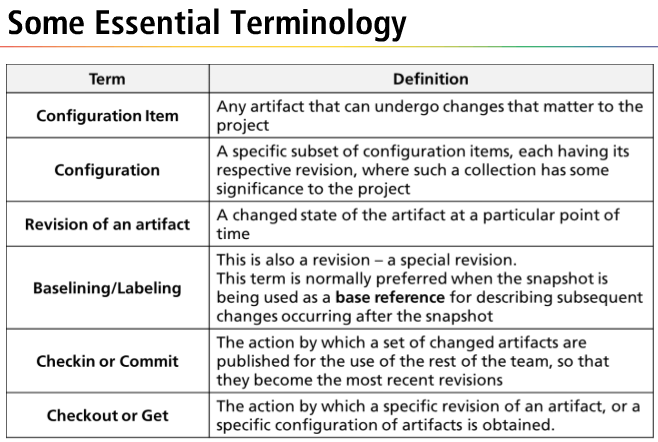 Some Essential Terminology
Term
Definition
Configuration Item
Any artifact that can undergo changes that matter to the
project
Configuration
A specific subset of configuration items, each having its
respective revision, where such a collection has some
significance to the project
Revision of an artifact
A changed state of the artifact at a particular point of
time
Baselining/Labeling
This is also a revision – a special revision.
This term is normally preferred when the snapshot is
being used as a base reference for describing subsequent
changes occurring after the snapshot
Checkin or Commit
The action by which a set of changed artifacts are
published for the use of the rest of the team, so that
they become the most recent revisions
Checkout or Get
The action by which a specific revision of an artifact, or a
specific configuration of artifacts is obtained.